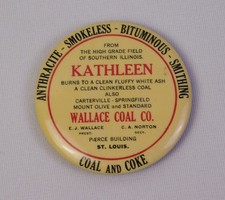 ANTHRACITE - SMOKELESS - BITUMINOUS - SMITHING
FROM
THE HIGH GRADE FIELD
OF SOUTHERN ILLINOIS.
KATHLEEN
BURNS TO A CLEAN FLUFFY WHITE ASH
A CLEAN CLINKERLESS COAL
ALSO
CARTERVILLE - SPRINGFIELD
MOUNT OLIVE and STANDARD
WALLACE COAL CO.
E. J. WALLACE C. A. NORTON
PREST. SECY.
PIERCE BUILDING
ST. LOUIS.
COAL AND COKE